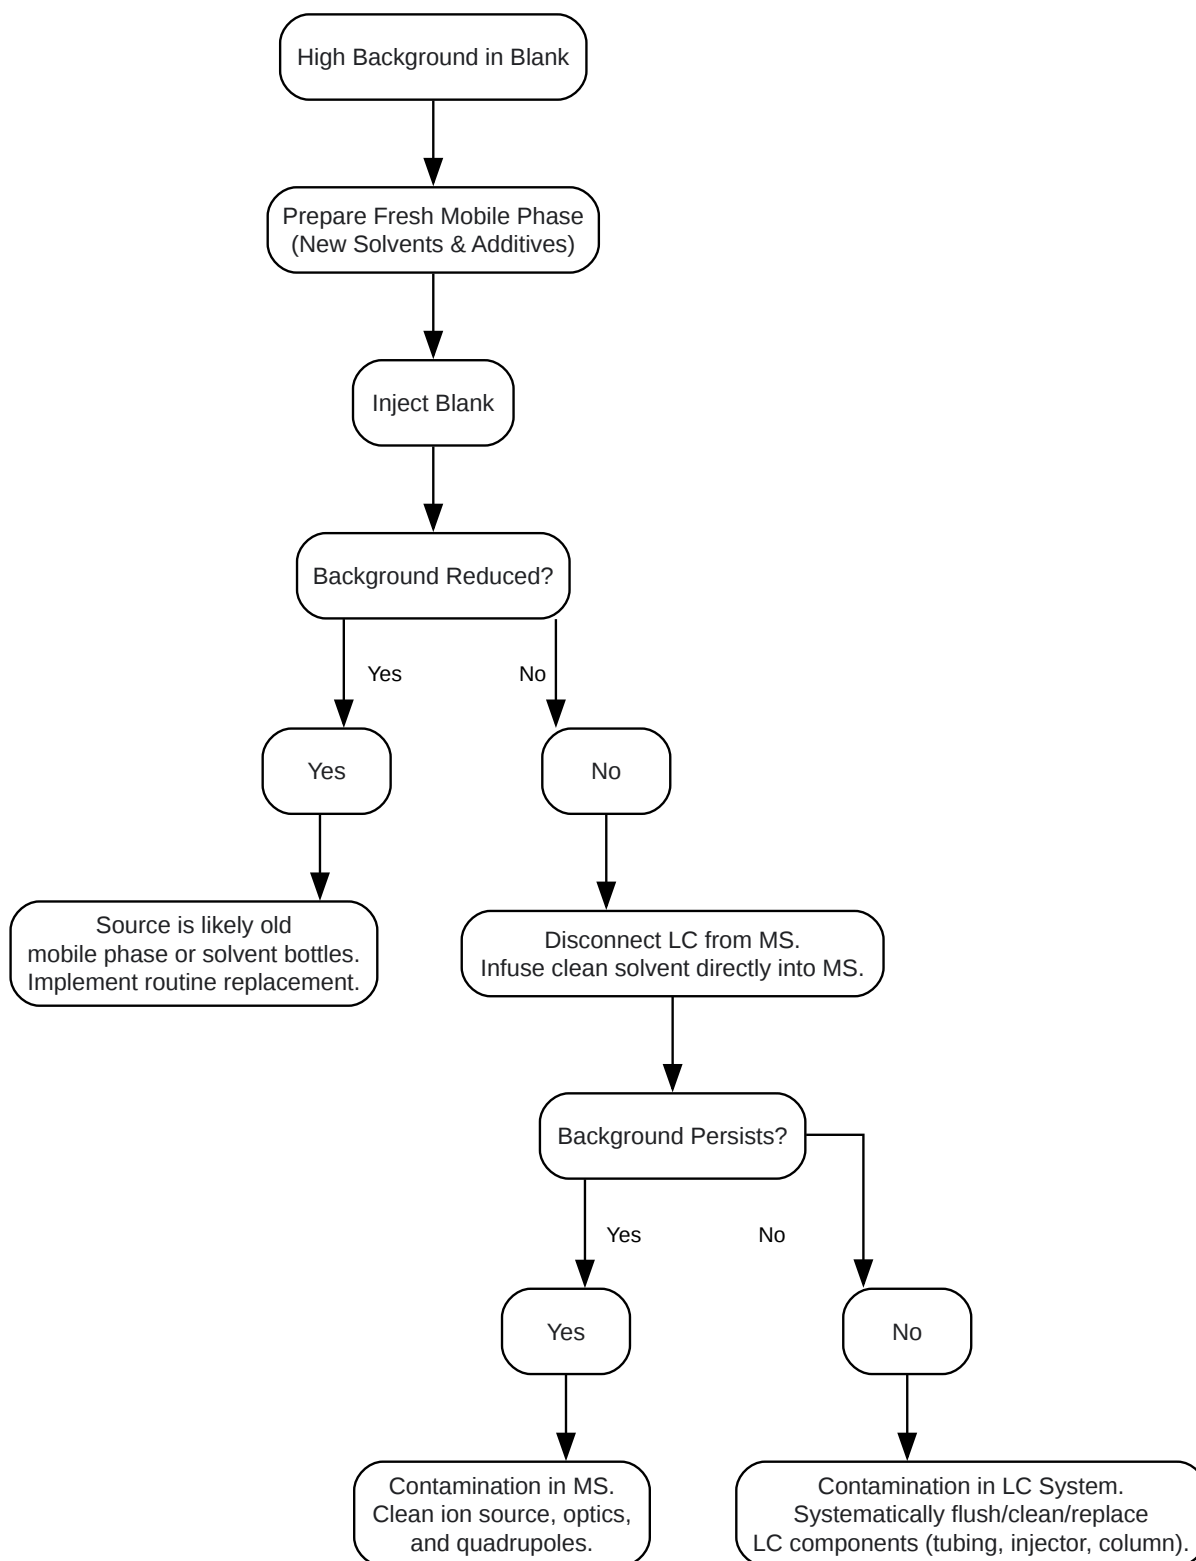 High Background in Blank
Prepare Fresh Mobile Phase
(New Solvents & Additives)
Inject Blank
Background Reduced?
Yes
No
Yes
No
Source is likely old
mobile phase or solvent bottles.
Implement routine replacement.
Disconnect LC from MS.
Infuse clean solvent directly into MS.
Background Persists?
Yes
No
Yes
No
Contamination in MS.
Clean ion source, optics,
and quadrupoles.
Contamination in LC System.
Systematically flush/clean/replace
LC components (tubing, injector, column).